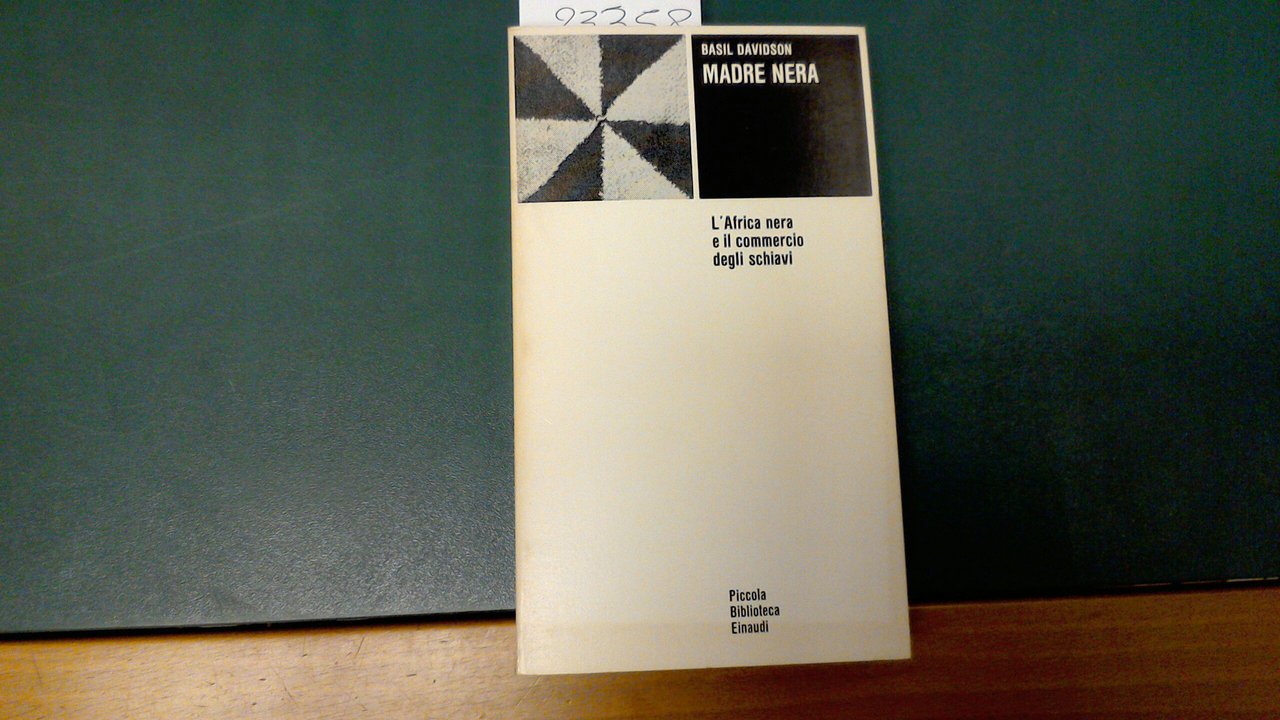 BASIL DAVIDSON
MADRE NERA
L'Africa nera
e il commercio
degli schiavi
Piccola
Biblioteca
Einaudi